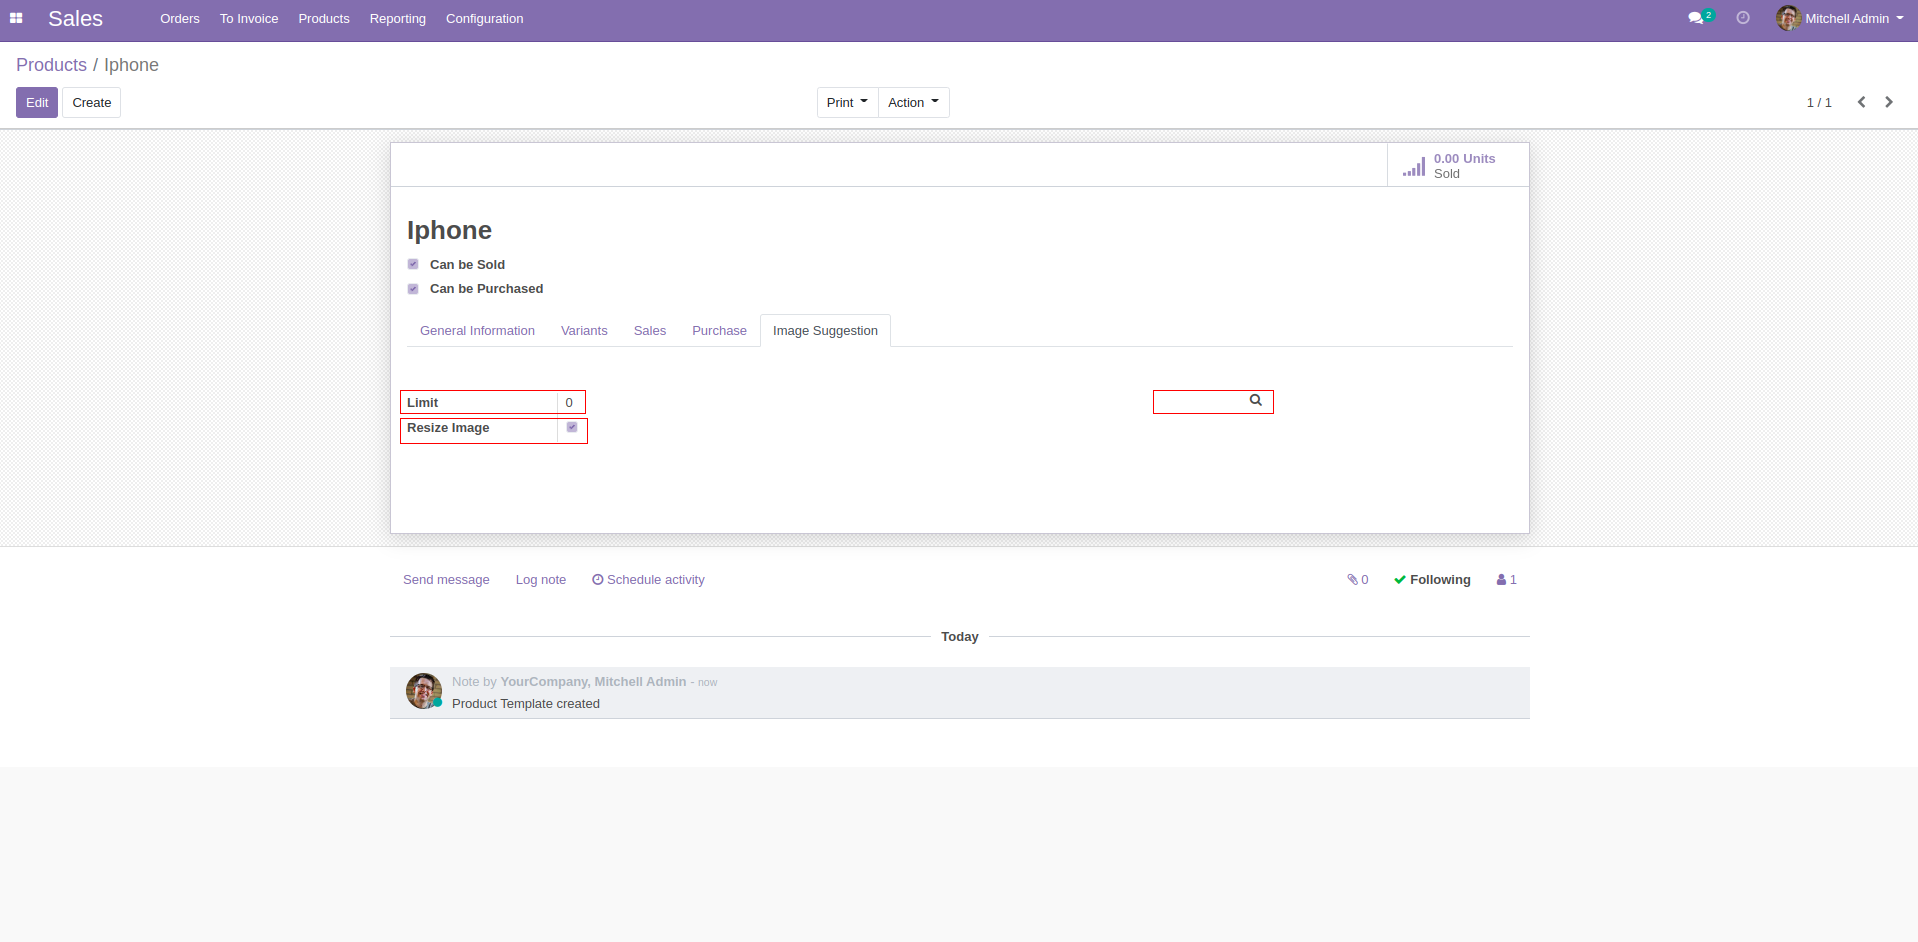 Sales Orders To Invoice Products Reporting Configuration 2 Mitchell Admin
Products / Iphone
Edit Create Print Action 1 / 1
0.00 Units
Sold
Iphone
Can be Sold
Can be Purchased
General Information Variants Sales Purchase Image Suggestion
Limit 0
Resize Image
Send message Log note Schedule activity 0 Following 1
Today
Note by YourCompany, Mitchell Admin - now
Product Template created